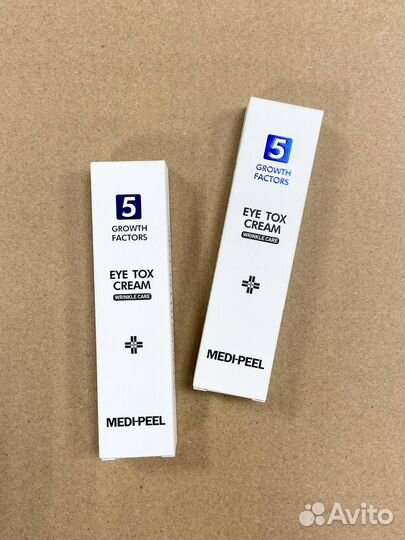 5
GROWTH
FACTORS
EYE TOX
CREAM
WRINKLE CARE
MEDI-PEEL
5
GROWTH
FACTORS
EYE TOX
CREAM
WRINKLE CARE
MEDI-PEEL
Avito